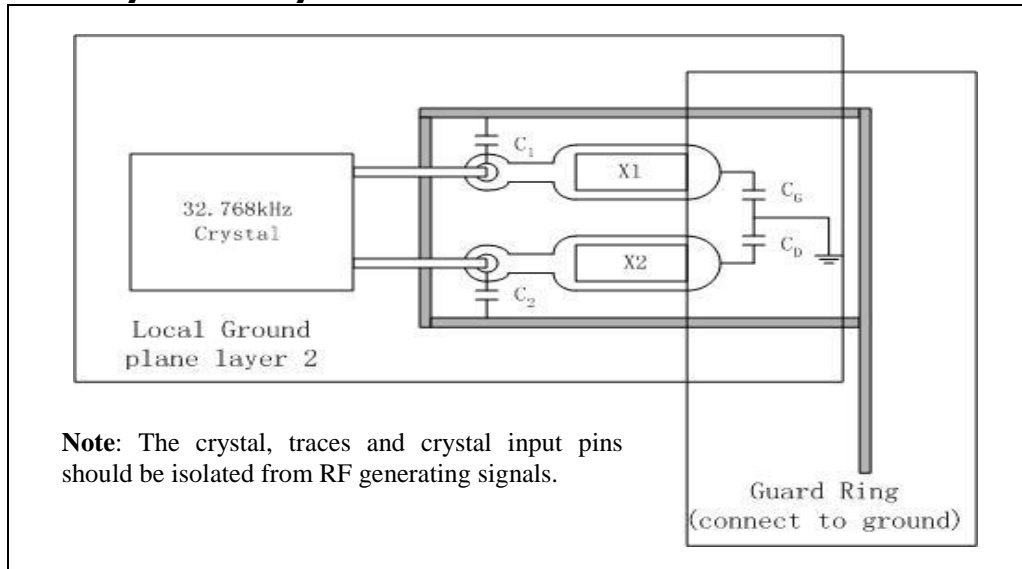 C1
X1
CG
32.768kHz
Crystal
X2
CD
C2
Local Ground
plane layer 2
Note: The crystal, traces and crystal input pins
should be isolated from RF generating signals.
Guard Ring
(connect to ground)